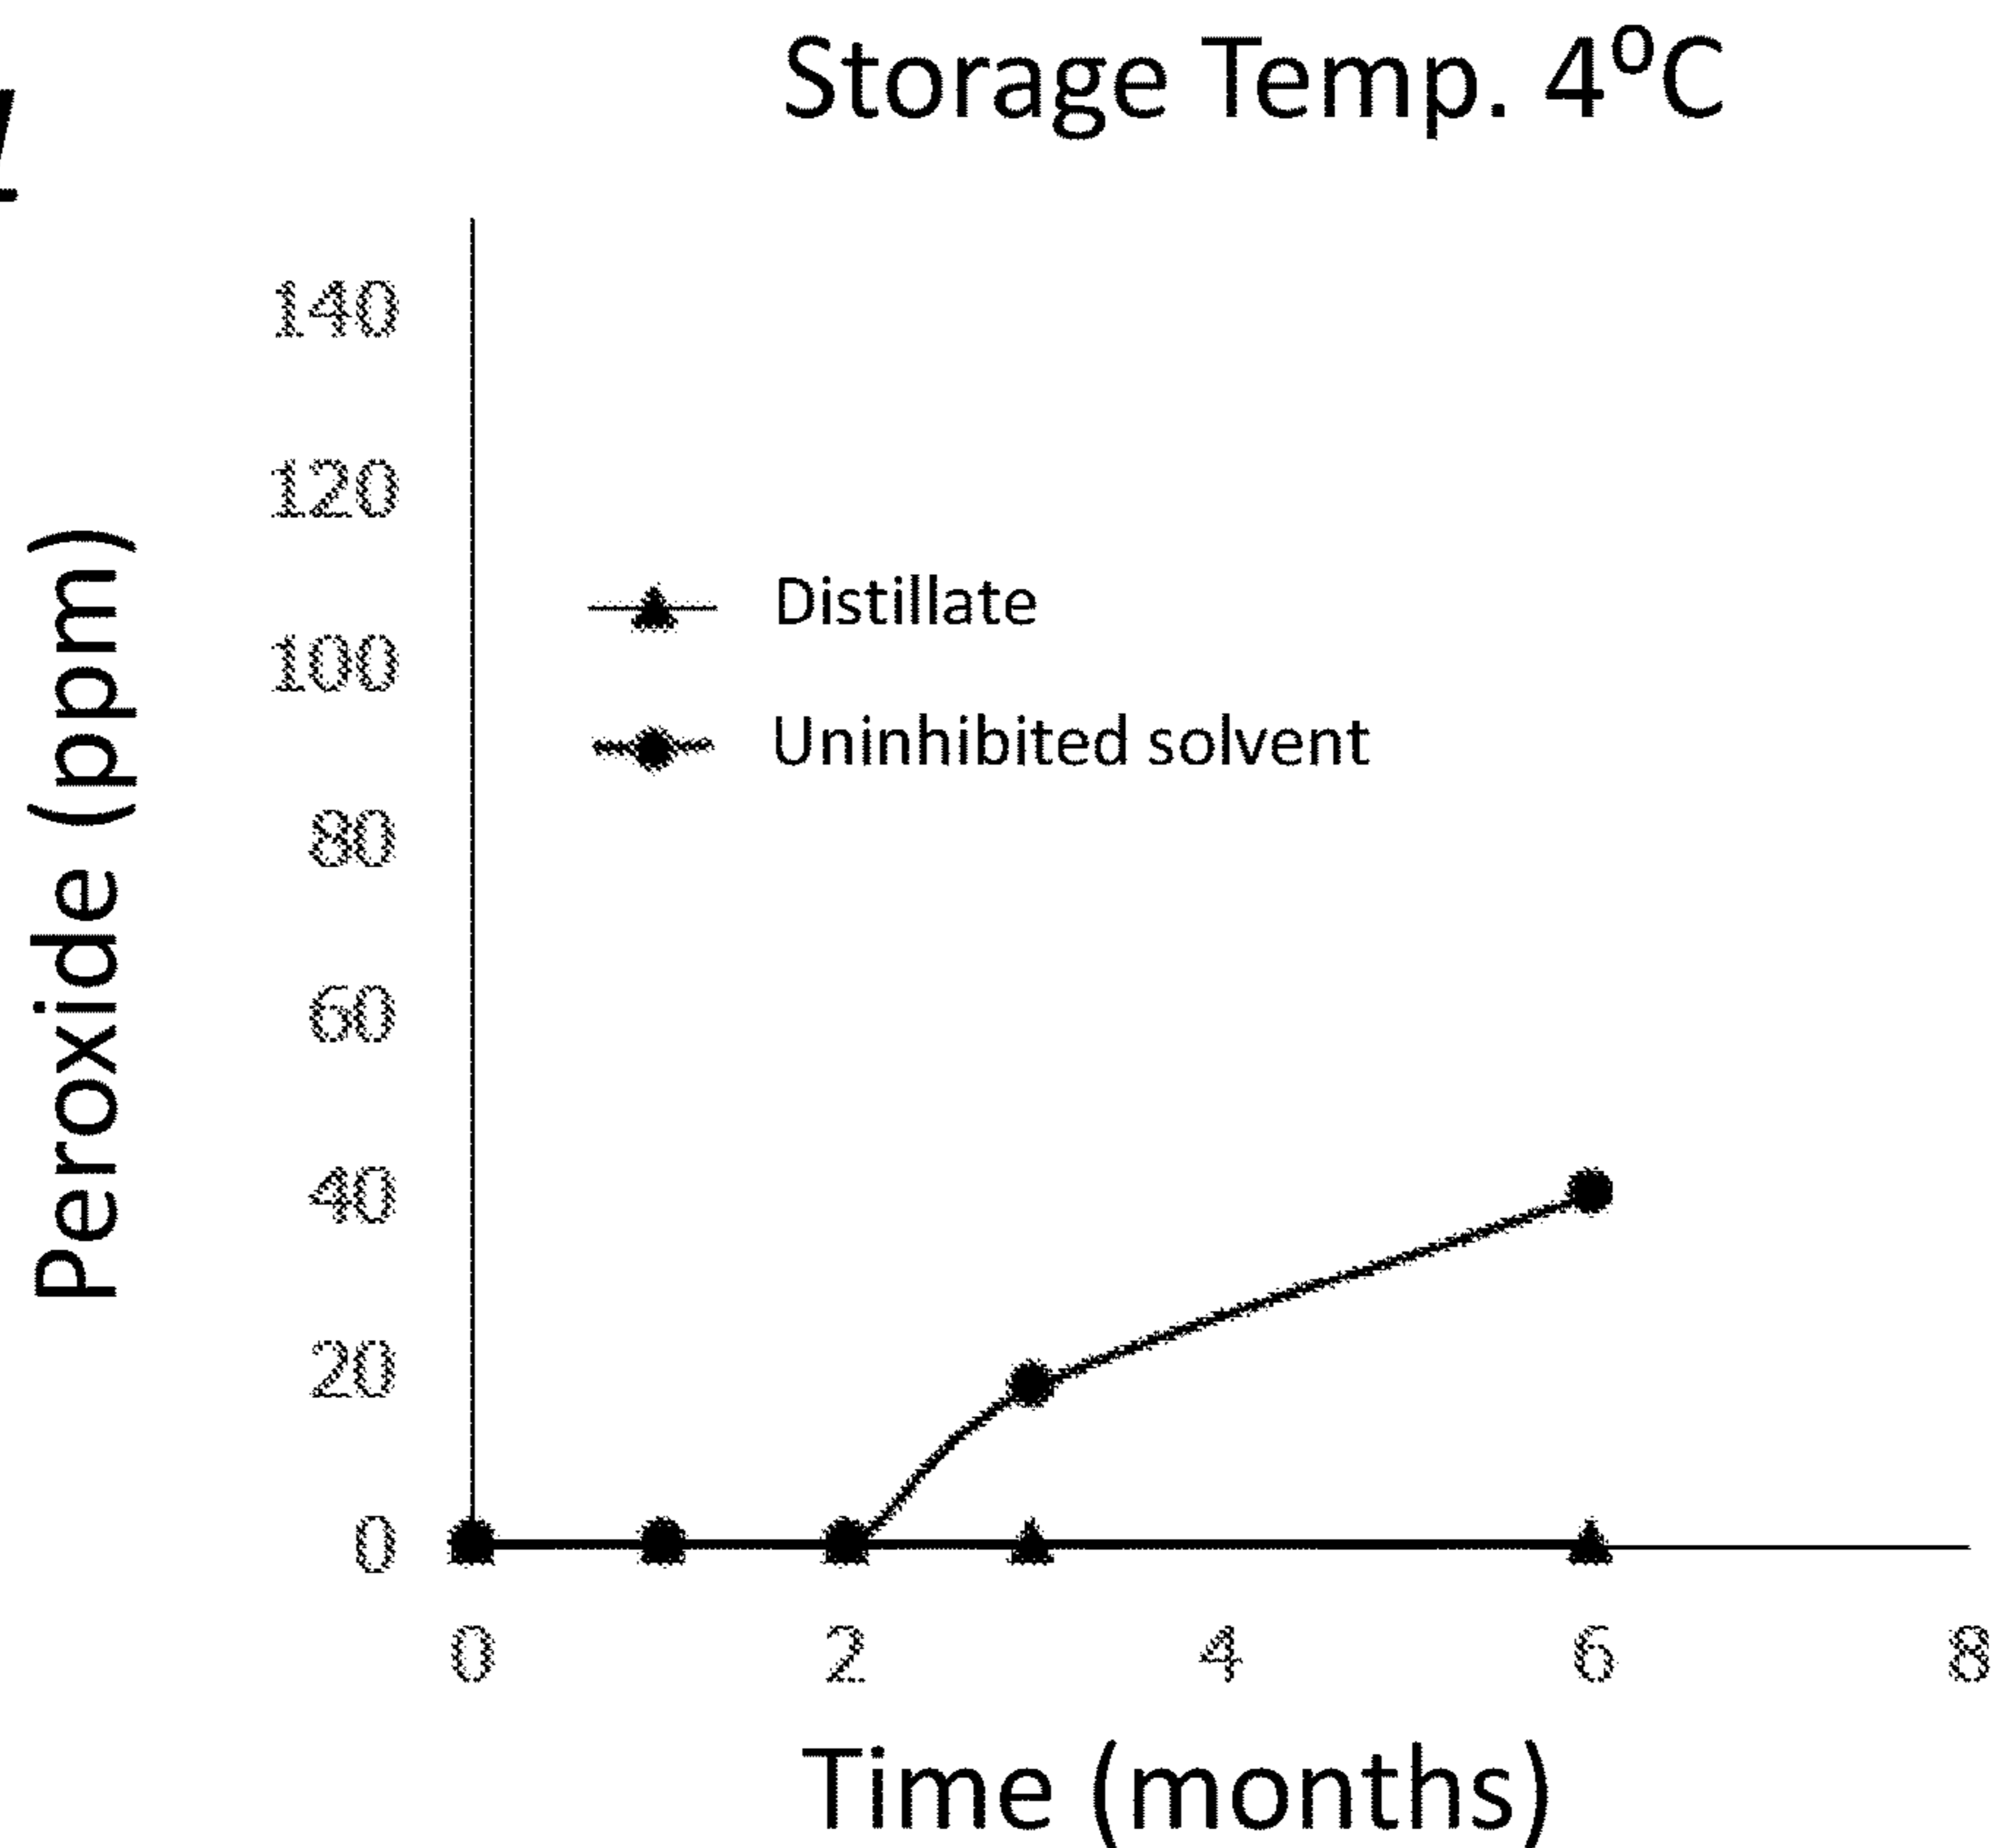 Storage Temp. 4⁰C
Peroxide (ppm)
140
120
100
80
60
40
20
0
Distillate
Uninhibited solvent
0 2 4 6 8
Time (months)